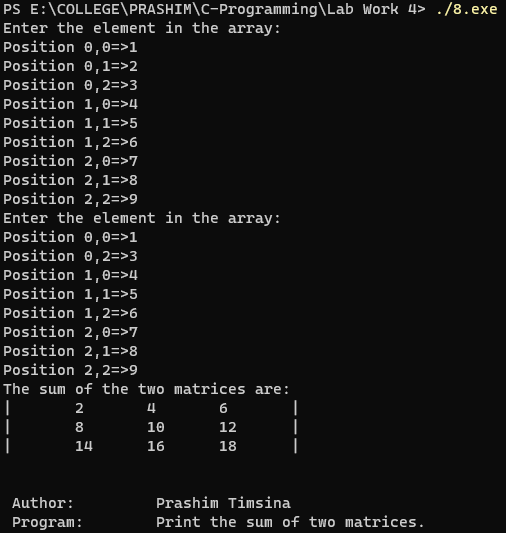 PS E:\COLLEGE\PRASHIM\C-Programming\Lab Work 4> ./8.exe
Enter the element in the array:
Position 0,0=>1
Position 0,1=>2
Position 0,2=>3
Position 1,0=>4
Position 1,1=>5
Position 1,2=>6
Position 2,0=>7
Position 2,1=>8
Position 2,2=>9
Enter the element in the array:
Position 0,0=>1
Position 0,2=>3
Position 1,0=>4
Position 1,1=>5
Position 1,2=>6
Position 2,0=>7
Position 2,1=>8
Position 2,2=>9
The sum of the two matrices are:
|       2       4       6       |
|       8       10      12      |
|       14      16      18      |
Author:         Prashim Timsina
Program:        Print the sum of two matrices.